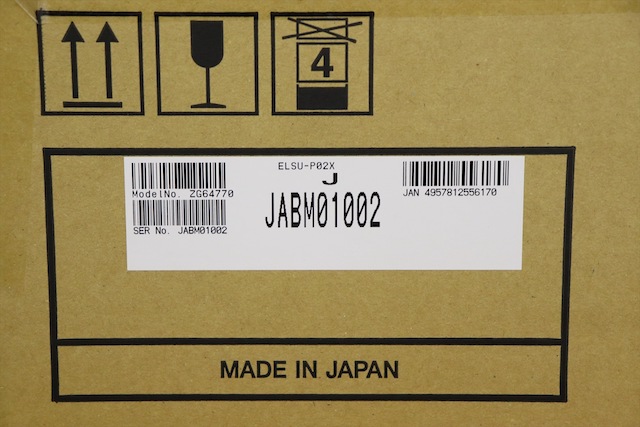 4
ELSU-P02X
J
JABM01002
ModelNo. ZG64770
SER No. JABM01002
JAN 4957812556170
MADE IN JAPAN